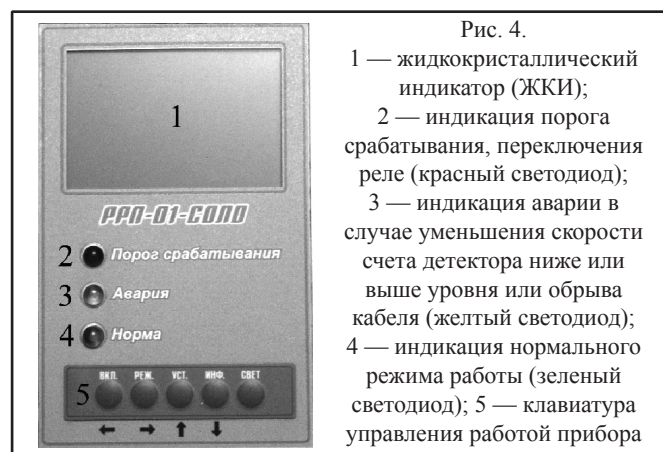 1
РРП-01-СОЛО
2 Порог срабатывания
3 Авария
4 Норма
5 ВКЛ. РЕЖ. УСТ. ИНФ. СВЕТ
← → ↑ ↓
Рис. 4.
1 — жидкокристаллический
индикатор (ЖКИ);
2 — индикация порога
срабатывания, переключения
реле (красный светодиод);
3 — индикация аварии в
случае уменьшения скорости
счета детектора ниже или
выше уровня или обрыва
кабеля (желтый светодиод);
4 — индикация нормального
режима работы (зеленый
светодиод); 5 — клавиатура
управления работой прибора